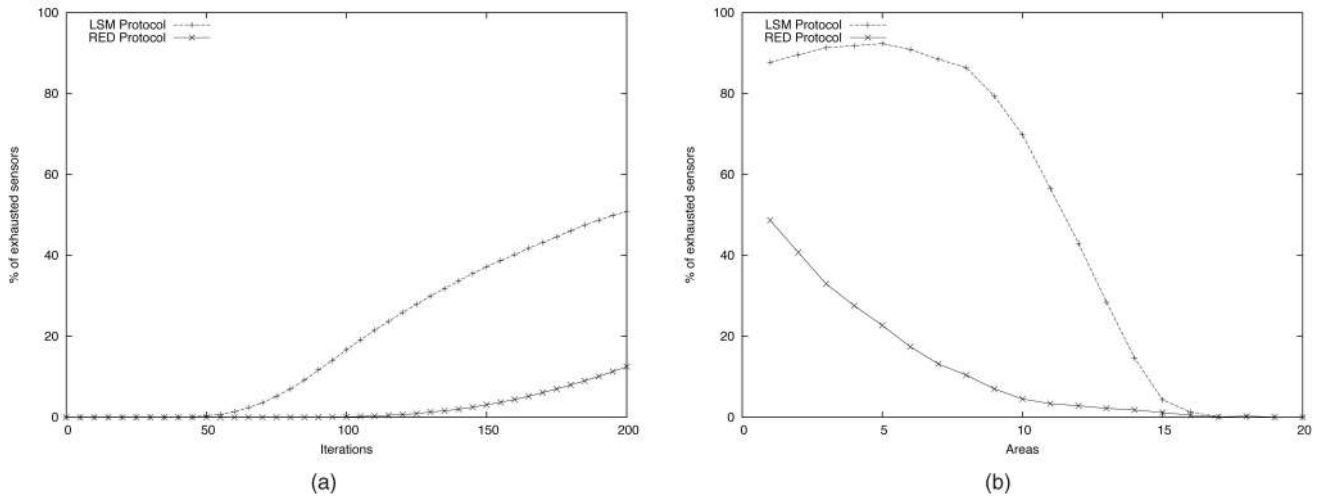 LSM Protocol
RED Protocol
100
80
60
40
20
0
% of exhausted sensors
0 50 100 150 200
Iterations
(a)
LSM Protocol
RED Protocol
100
80
60
40
20
0
% of exhausted sensors
0 5 10 15 20
Areas
(b)